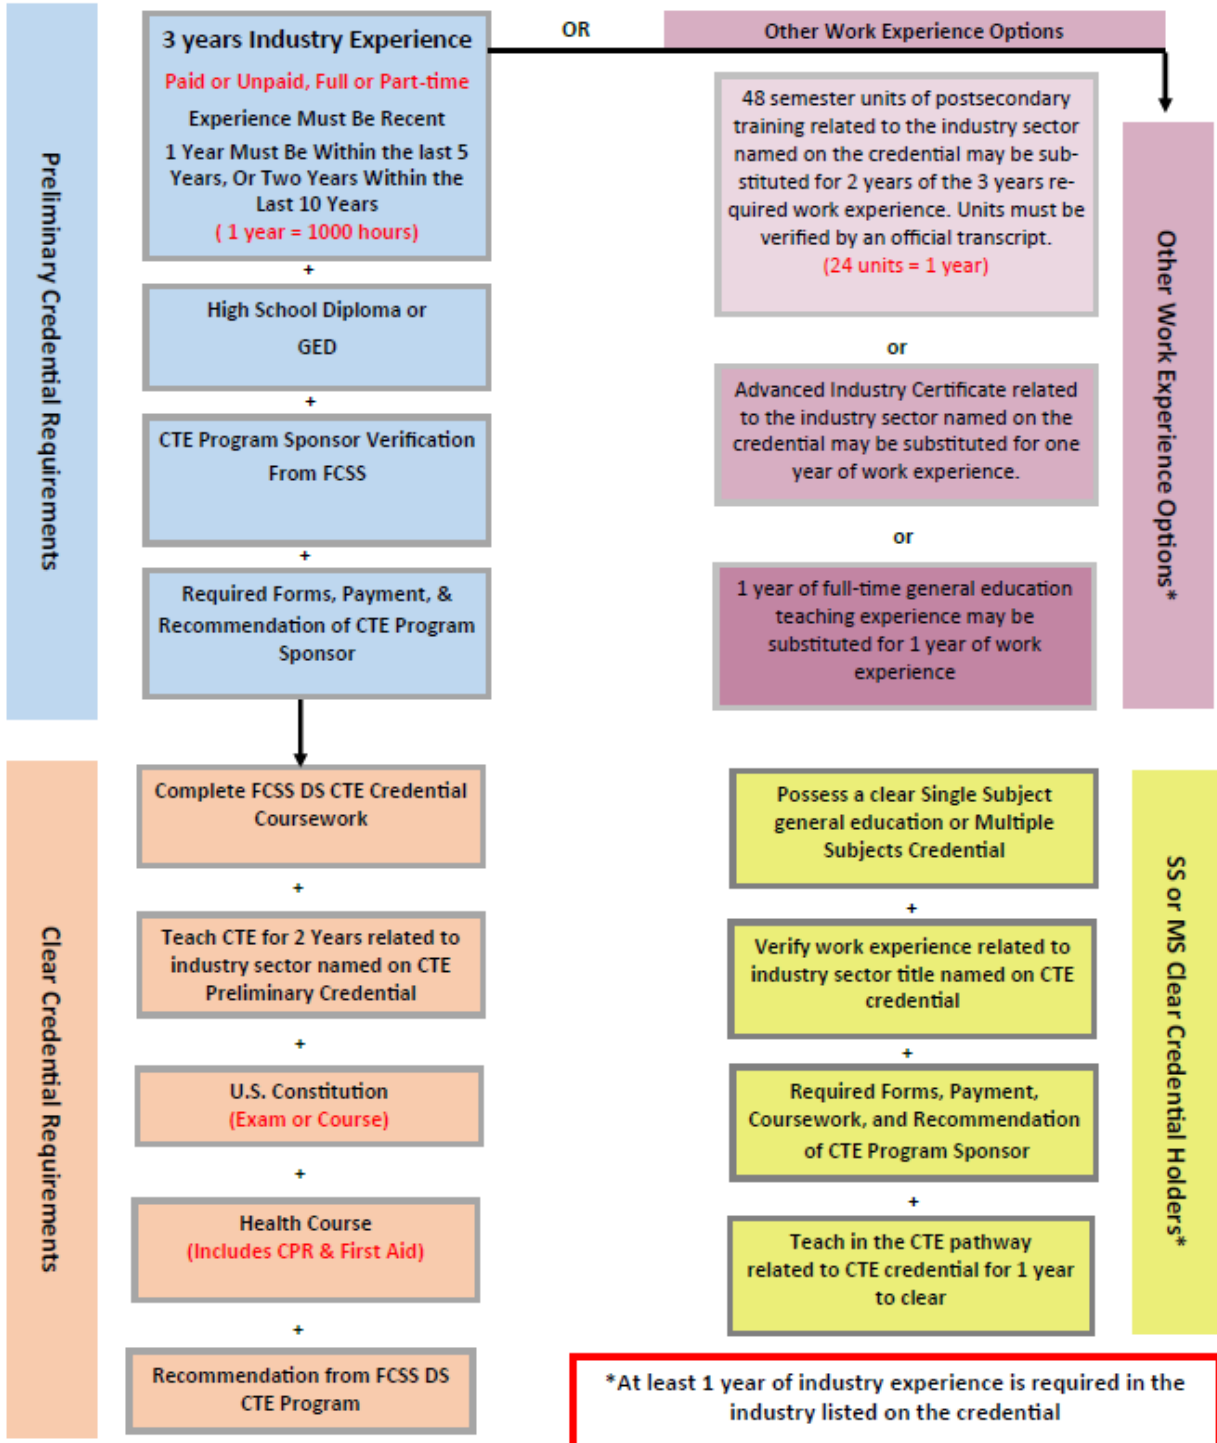 Preliminary Credential Requirements
3 years Industry Experience
Paid or Unpaid, Full or Part-time
Experience Must Be Recent
1 Year Must Be Within the last 5
Years, Or Two Years Within the
Last 10 Years
( 1 year = 1000 hours)
+
High School Diploma or
GED
+
CTE Program Sponsor Verification
From FCSS
+
Required Forms, Payment, &
Recommendation of CTE Program
Sponsor
OR
Other Work Experience Options
48 semester units of postsecondary
training related to the industry sector
named on the credential may be sub-
stituted for 2 years of the 3 years re-
quired work experience. Units must be
verified by an official transcript.
(24 units = 1 year)
or
Advanced Industry Certificate related
to the industry sector named on the
credential may be substituted for one
year of work experience.
or
1 year of full-time general education
teaching experience may be
substituted for 1 year of work
experience
Other Work Experience Options*
Clear Credential Requirements
Complete FCSS DS CTE Credential
Coursework
+
Teach CTE for 2 Years related to
industry sector named on CTE
Preliminary Credential
+
U.S. Constitution
(Exam or Course)
+
Health Course
(Includes CPR & First Aid)
+
Recommendation from FCSS DS
CTE Program
Possess a clear Single Subject
general education or Multiple
Subjects Credential
+
Verify work experience related to
industry sector title named on CTE
credential
+
Required Forms, Payment,
Coursework, and Recommendation
of CTE Program Sponsor
+
Teach in the CTE pathway
related to CTE credential for 1 year
to clear
SS or MS Clear Credential Holders*
*At least 1 year of industry experience is required in the
industry listed on the credential